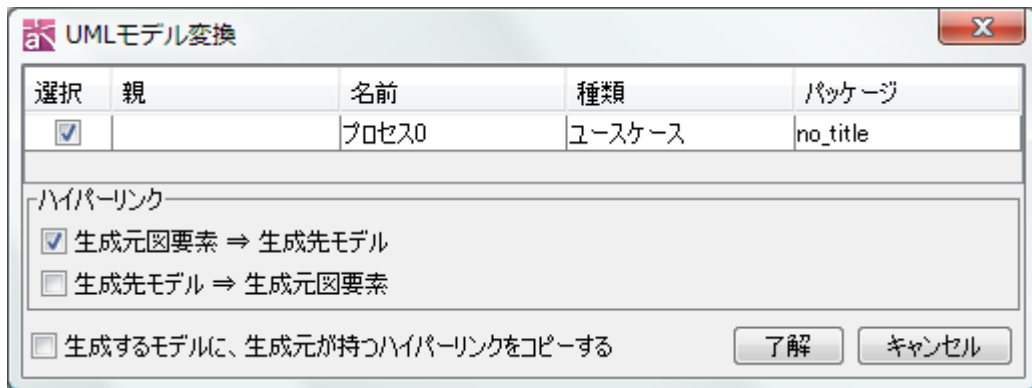 UMLモデル変換
選択 親 名前 種類 パッケージ
プロセス0 ユースケース no_title
ハイパーリンク
生成元図要素 ⇒ 生成先モデル
生成先モデル ⇒ 生成元図要素
生成するモデルに、生成元が持つハイパーリンクをコピーする 了解 キャンセル